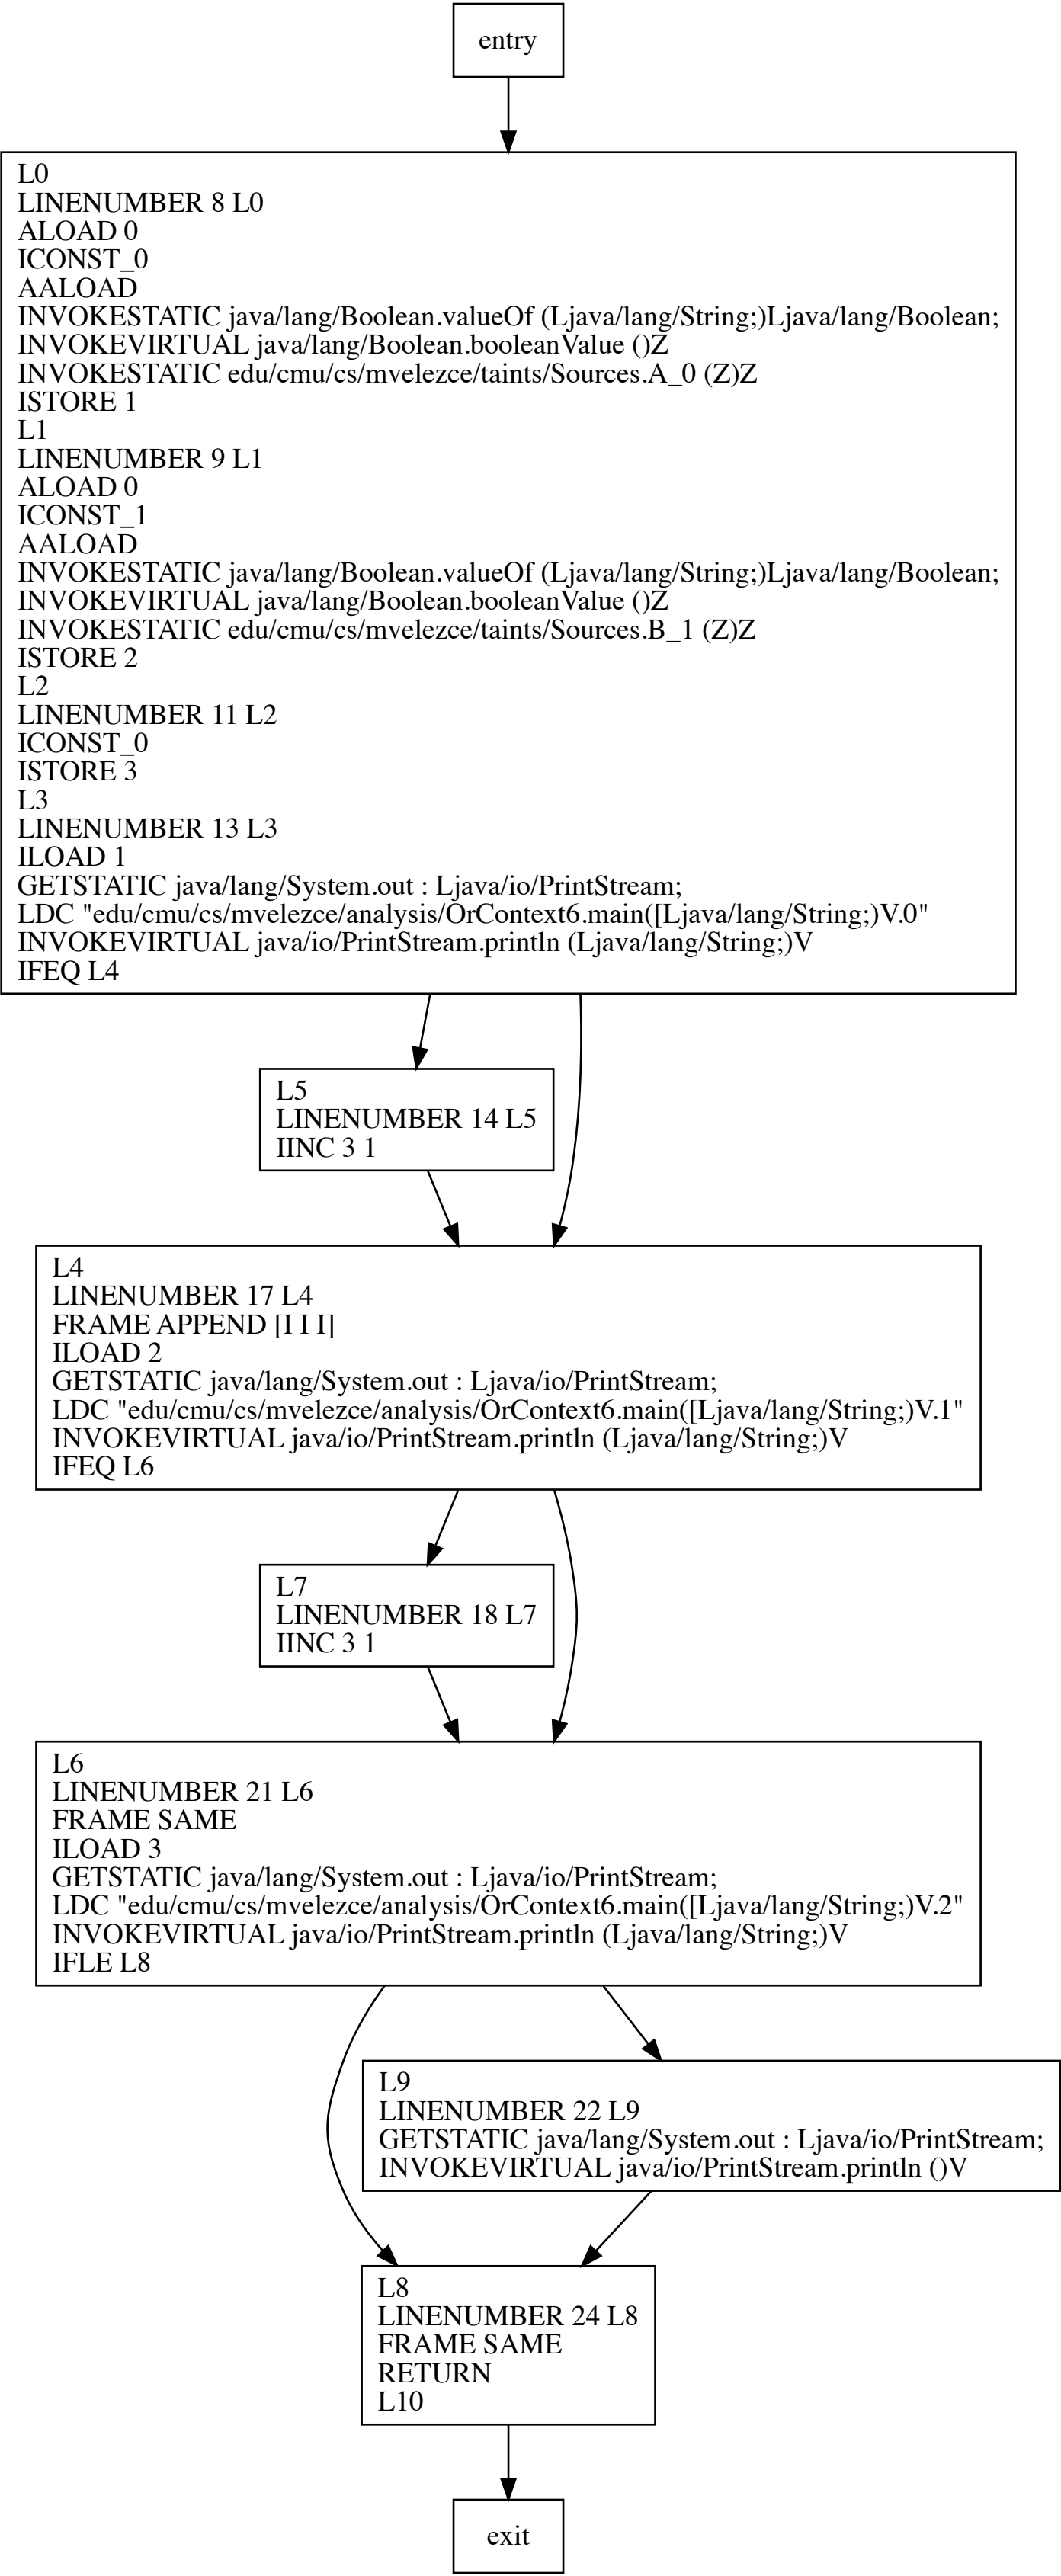 entry
L0
LINENUMBER 8 L0
ALOAD 0
ICONST_0
AALOAD
INVOKESTATIC java/lang/Boolean.valueOf (Ljava/lang/String;)Ljava/lang/Boolean;
INVOKEVIRTUAL java/lang/Boolean.booleanValue ()Z
INVOKESTATIC edu/cmu/cs/mvelezce/taints/Sources.A_0 (Z)Z
ISTORE 1
L1
LINENUMBER 9 L1
ALOAD 0
ICONST_1
AALOAD
INVOKESTATIC java/lang/Boolean.valueOf (Ljava/lang/String;)Ljava/lang/Boolean;
INVOKEVIRTUAL java/lang/Boolean.booleanValue ()Z
INVOKESTATIC edu/cmu/cs/mvelezce/taints/Sources.B_1 (Z)Z
ISTORE 2
L2
LINENUMBER 11 L2
ICONST_0
ISTORE 3
L3
LINENUMBER 13 L3
ILOAD 1
GETSTATIC java/lang/System.out : Ljava/io/PrintStream;
LDC "edu/cmu/cs/mvelezce/analysis/OrContext6.main([Ljava/lang/String;)V.0"
INVOKEVIRTUAL java/io/PrintStream.println (Ljava/lang/String;)V
IFEQ L4
L5
LINENUMBER 14 L5
IINC 3 1
L4
LINENUMBER 17 L4
FRAME APPEND [I I I]
ILOAD 2
GETSTATIC java/lang/System.out : Ljava/io/PrintStream;
LDC "edu/cmu/cs/mvelezce/analysis/OrContext6.main([Ljava/lang/String;)V.1"
INVOKEVIRTUAL java/io/PrintStream.println (Ljava/lang/String;)V
IFEQ L6
L7
LINENUMBER 18 L7
IINC 3 1
L6
LINENUMBER 21 L6
FRAME SAME
ILOAD 3
GETSTATIC java/lang/System.out : Ljava/io/PrintStream;
LDC "edu/cmu/cs/mvelezce/analysis/OrContext6.main([Ljava/lang/String;)V.2"
INVOKEVIRTUAL java/io/PrintStream.println (Ljava/lang/String;)V
IFLE L8
L9
LINENUMBER 22 L9
GETSTATIC java/lang/System.out : Ljava/io/PrintStream;
INVOKEVIRTUAL java/io/PrintStream.println ()V
L8
LINENUMBER 24 L8
FRAME SAME
RETURN
L10
exit